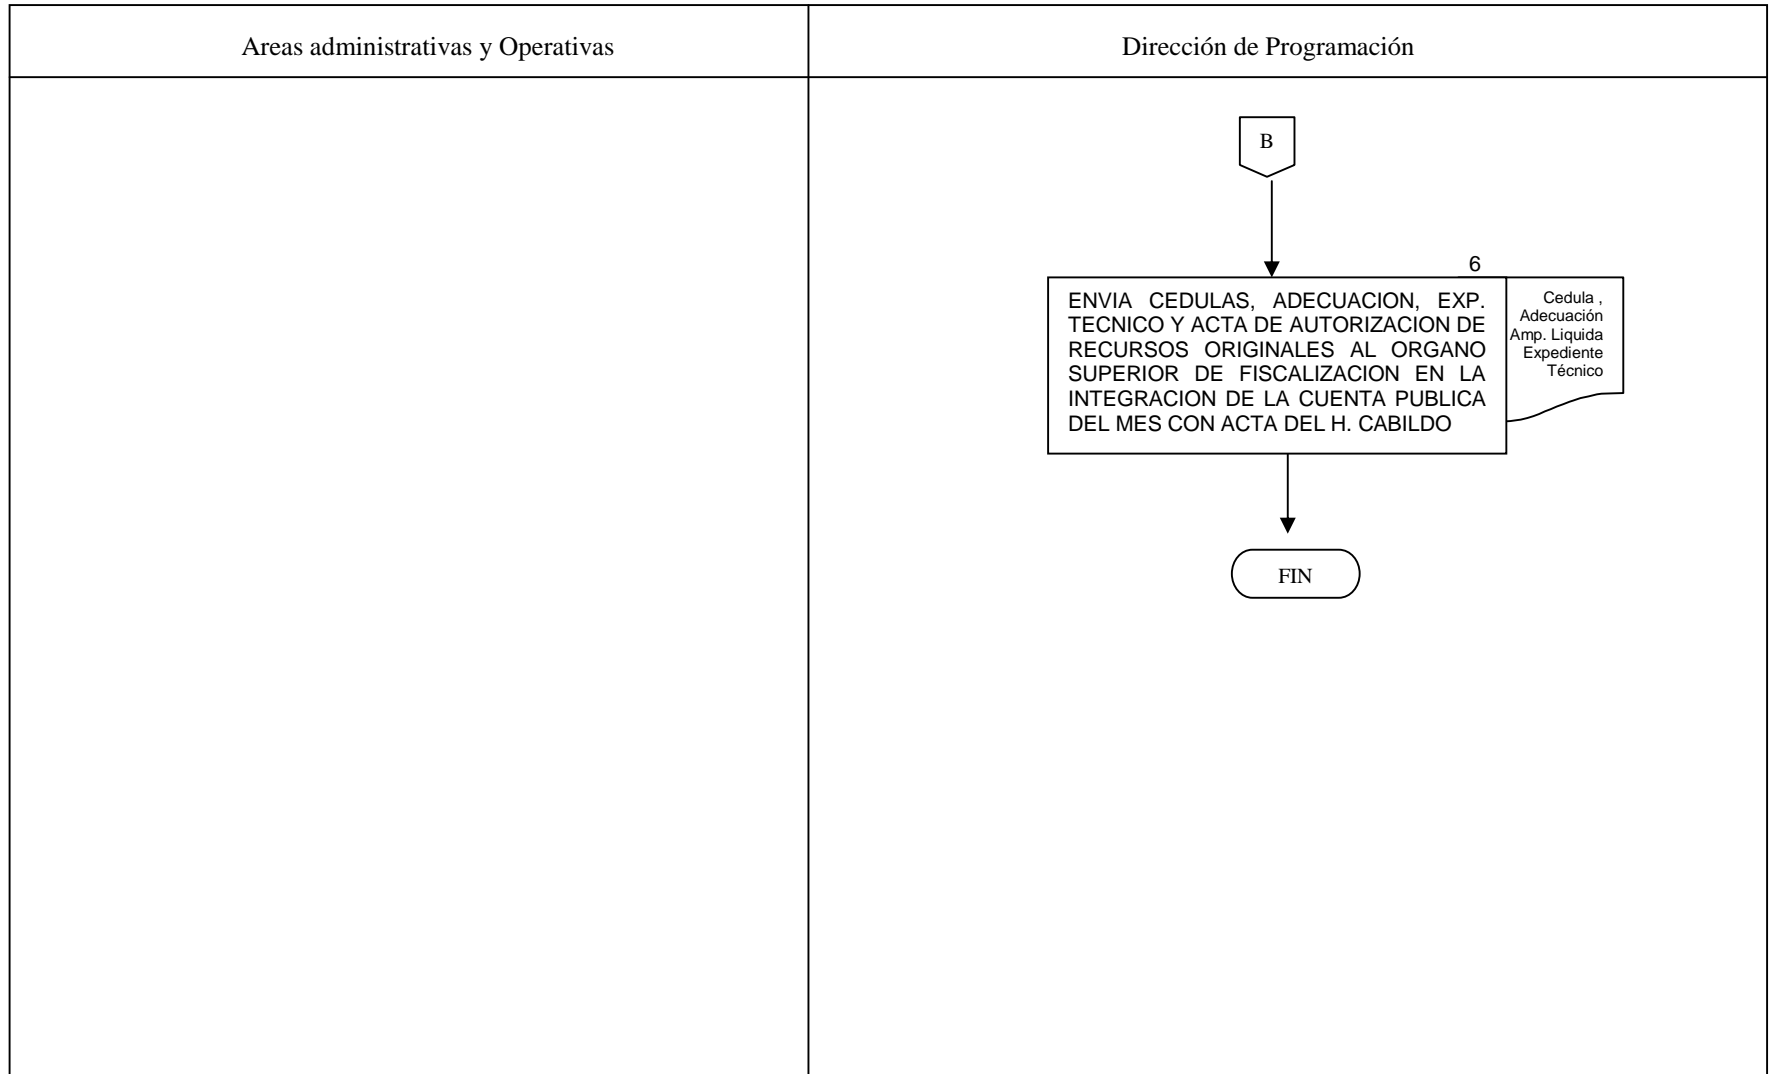 Areas administrativas y Operativas
Dirección de Programación
B
6
ENVIA CEDULAS, ADECUACION, EXP.
TECNICO Y ACTA DE AUTORIZACION DE
RECURSOS ORIGINALES AL ORGANO
SUPERIOR DE FISCALIZACION EN LA
INTEGRACION DE LA CUENTA PUBLICA
DEL MES CON ACTA DEL H. CABILDO
Cedula ,
Adecuación
Amp. Liquida
Expediente
Técnico
FIN